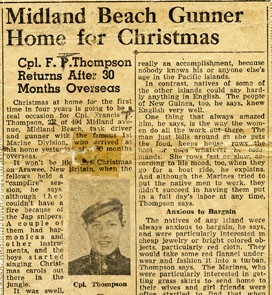 Midland Beach Gunner
Home for Christmas
Cpl. F. P. Thompson
Returns After 30
Months Overseas
Christmas at home for the first
time in four years is going to be a
real occasion for Cpl. Francis P.
Thompson, 22, of 404 Midland ave-
nue, Midland Beach, tank driver
and gunner with the famous 1st
Marine Division, who arrived at
his home yesterday months
overseas.
It won't be like Christmas
on Arawe, New Britain, when
fellows held
a "campfire" ses-
sion, says,
although they
couldn't have a
fire because of
the Jap snipers.
A couple of them
had har-
monicas and
other instru-
ments, and the
boys started
singing Christ-
mas carols out
there in the
jungle.
It was swell,
Cpl. Thompson
really an accomplishment, because
nobody knows his or anyone else's
age in the Pacific islands.
In contrast, natives of some of
the other islands could say hard-
ly anything in English. The people
of New Guinea, too, he says, knew
English very well.
One thing that always amazed
him, he says, is the way the wom-
en do all the work out there. The
man just lolls around as she gets
the food, keeps house, rows the
She rows fast or slow, ac-
cording to his mood, too, when they
go for a boat ride, he explains.
And although the Marines tried to
put the native men to work, they
didn't succeed in having them put
in a full day's labor at any time,
Thompson says.
Anxious to Bargain
The natives of any island were
always anxious to bargain, he says,
and were particularly interested in
cheap jewelry or bright colored ob-
jects, particularly red cloth. They
would take some red flannel under-
wear and fashion it into a turban,
Thompson says. The Marines, who
were particularly interested in get-
ting grass skirts to send home to
their wives and girl friends were
often startled to find that when